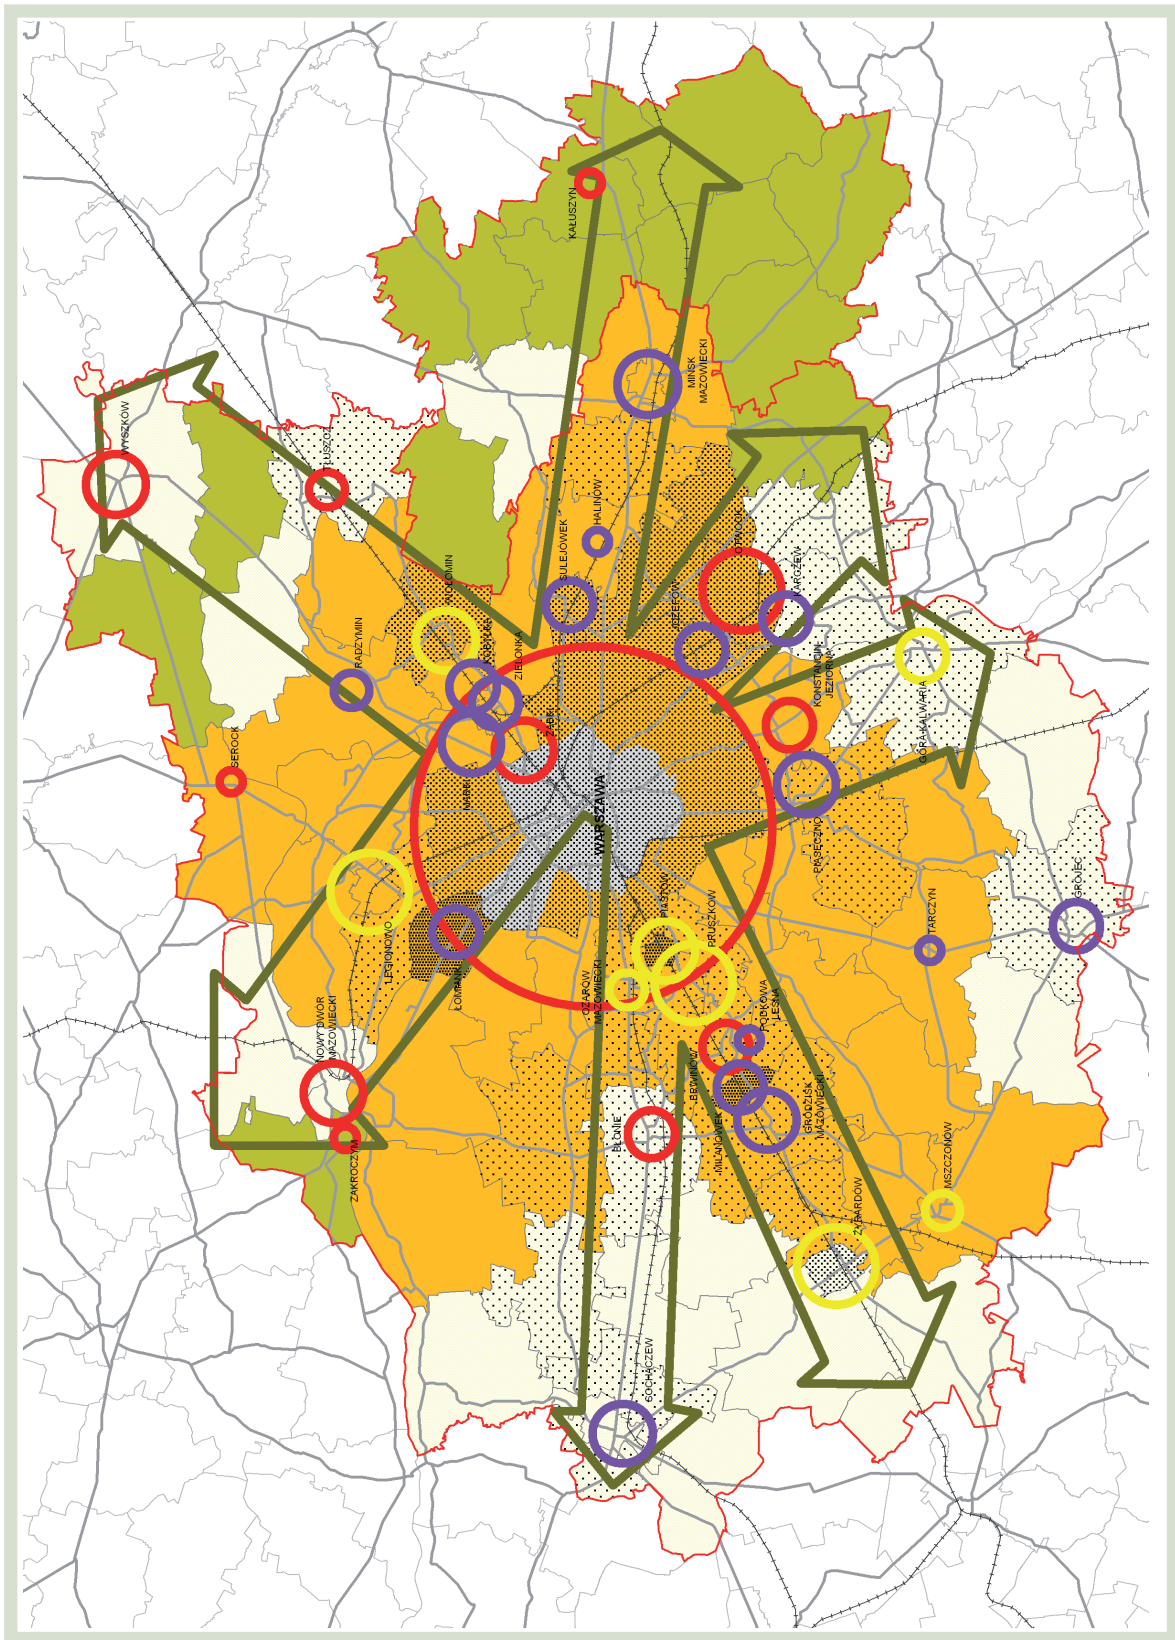 WYSZKÓW
TŁUSZCZ
KAŁUSZYN
MIŃSK
MAZOWIECKI
HALINÓW
SULEJÓWEK
WOŁOMIN
KOBYŁKA
ZIELONKA
RADZYMIN
SEROCK
ZĄBKI
MARKI
JÓZEFÓW
OTWOCK
KARCZEW
KONSTANCIN
JEZIORNA
GÓRA KALWARIA
PIASECZNO
WARSZAWA
LEGIONOWO
ŁOMIANKI
NOWY DWÓR
MAZOWIECKI
ZAKROCZYM
OŻARÓW
MAZOWIECKI
PIASTÓW
PRUSZKÓW
PODKOWA
LEŚNA
BRWINÓW
MILANÓWEK
GRODZISK
MAZOWIECKI
BŁONIE
SOCHACZEW
ŻYRARDÓW
MSZCZONÓW
TARCZYN
GRÓJEC